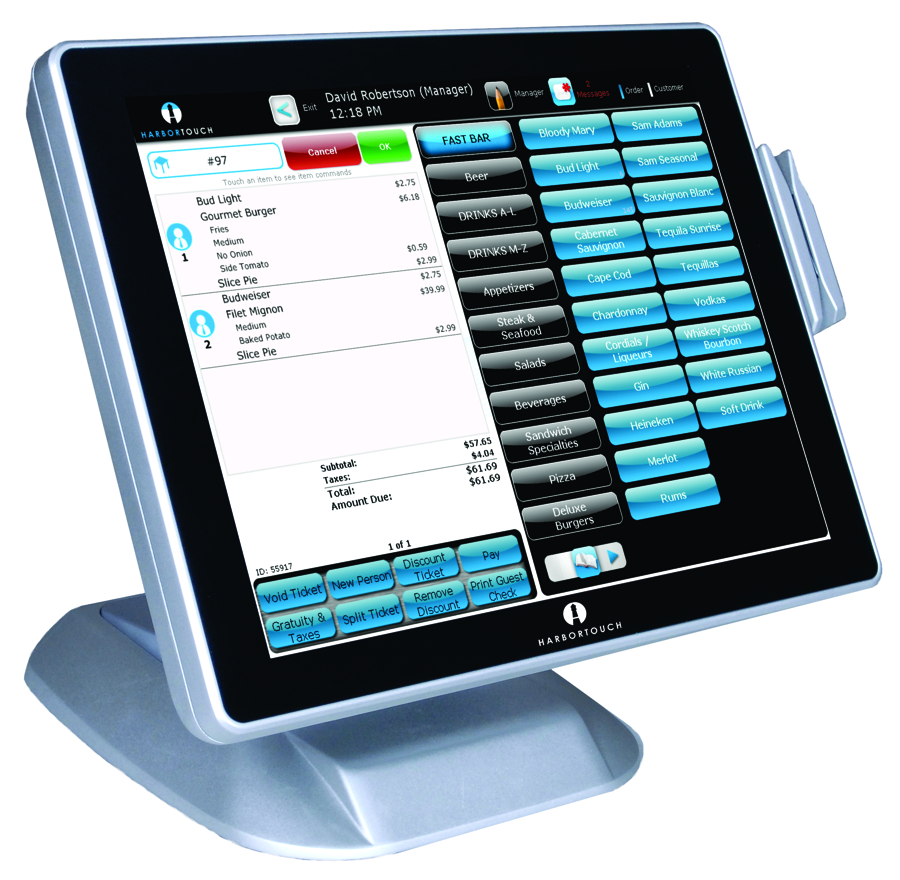 HARBORTOUCH
Exit
David Robertson (Manager)
12:18 PM
Manager
2
Messages
Order
Customer
#97
Cancel
OK
Touch an item to see item commands
1
Bud Light $2.75
Gourmet Burger $6.18
Fries
Medium
No Onion
Side Tomato $0.59
Slice Pie $2.99
2
Budweiser $2.75
Filet Mignon $39.99
Medium
Baked Potato
Slice Pie $2.99
Subtotal: $57.65
Taxes: $4.04
Total: $61.69
Amount Due: $61.69
ID: 55917
1 of 1
Void Ticket
New Person
Discount
Ticket
Pay
Gratuity &
Taxes
Split Ticket
Remove
Discount
Print Guest
Check
FAST BAR
Beer
DRINKS A-L
DRINKS M-Z
Appetizers
Steak &
Seafood
Salads
Beverages
Sandwich
Specialties
Pizza
Deluxe
Burgers
Bloody Mary
Bud Light
Budweiser
Cabernet
Sauvignon
Cape Cod
Chardonnay
Cordials /
Liqueurs
Gin
Heineken
Merlot
Rums
Sam Adams
Sam Seasonal
Sauvignon Blanc
Tequila Sunrise
Tequillas
Vodkas
Whiskey Scotch
Bourbon
White Russian
Soft Drink
HARBORTOUCH